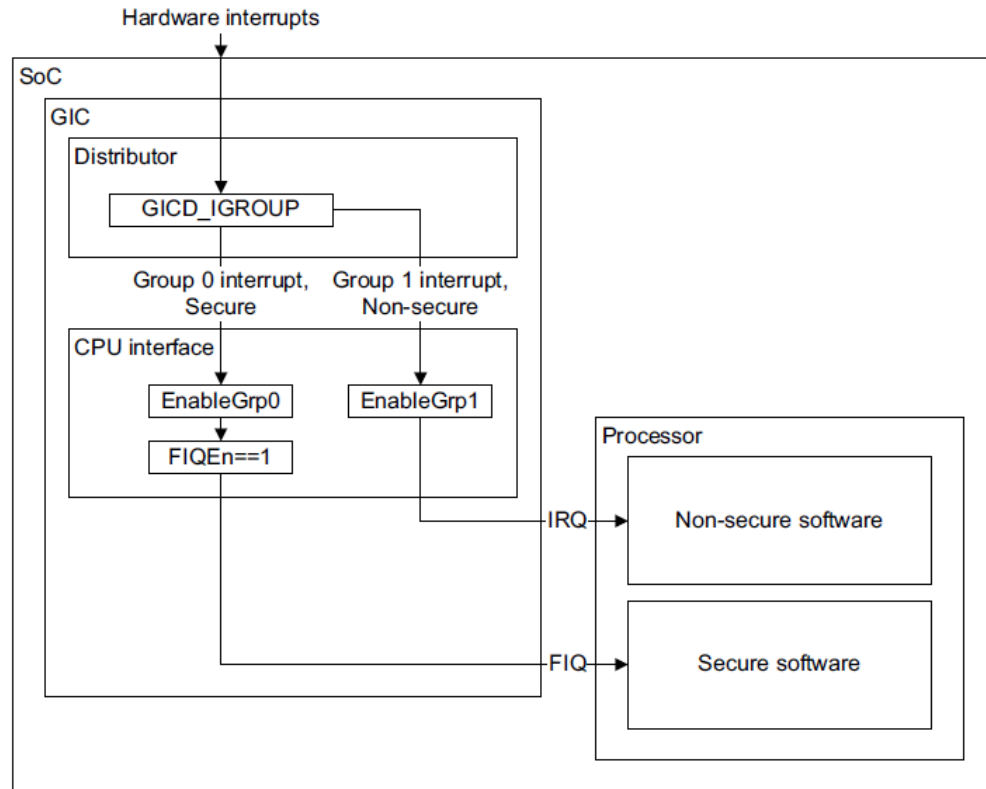 Hardware interrupts
SoC
GIC
Distributor
GICD_IGROUP
Group 0 interrupt,
Secure
Group 1 interrupt,
Non-secure
CPU interface
EnableGrp0
EnableGrp1
FIQEn==1
Processor
IRQ
Non-secure software
FIQ
Secure software